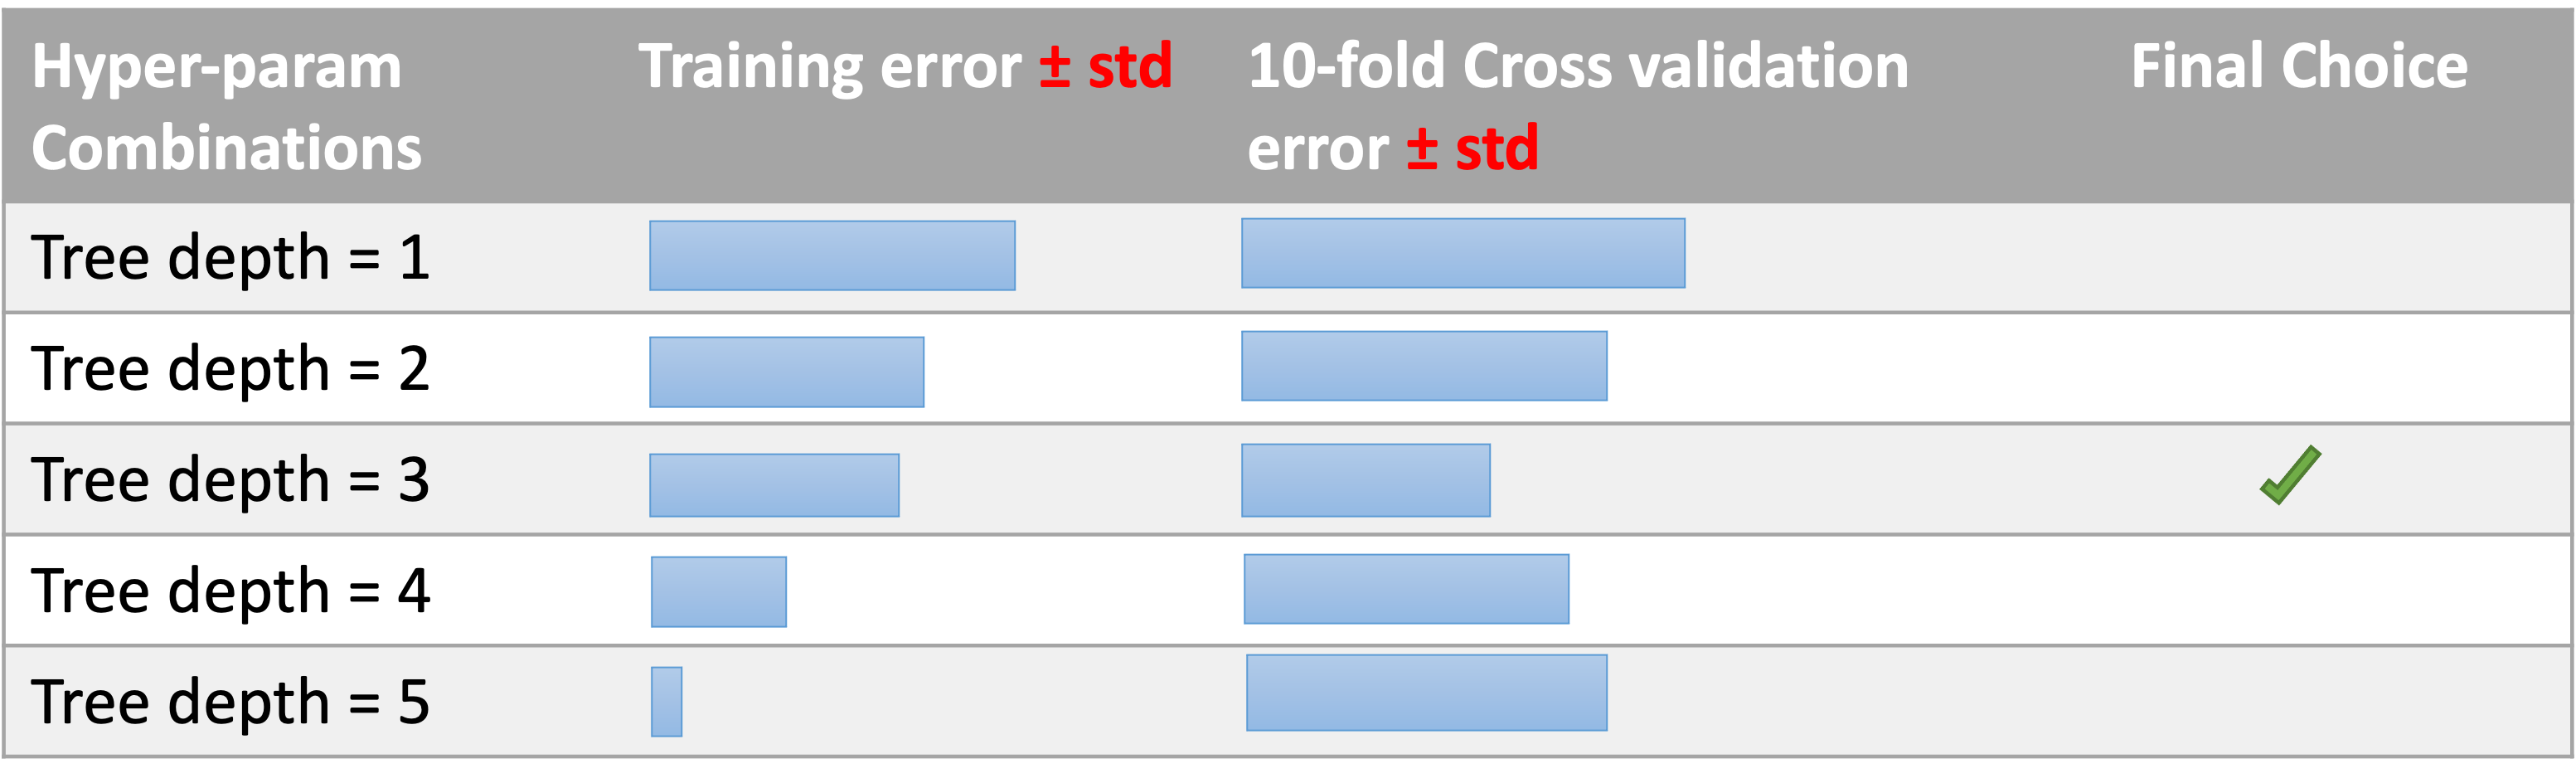 Hyper-param
Combinations
Training error ± std
10-fold Cross validation
error ± std
Final Choice
Tree depth = 1
Tree depth = 2
Tree depth = 3
Tree depth = 4
Tree depth = 5